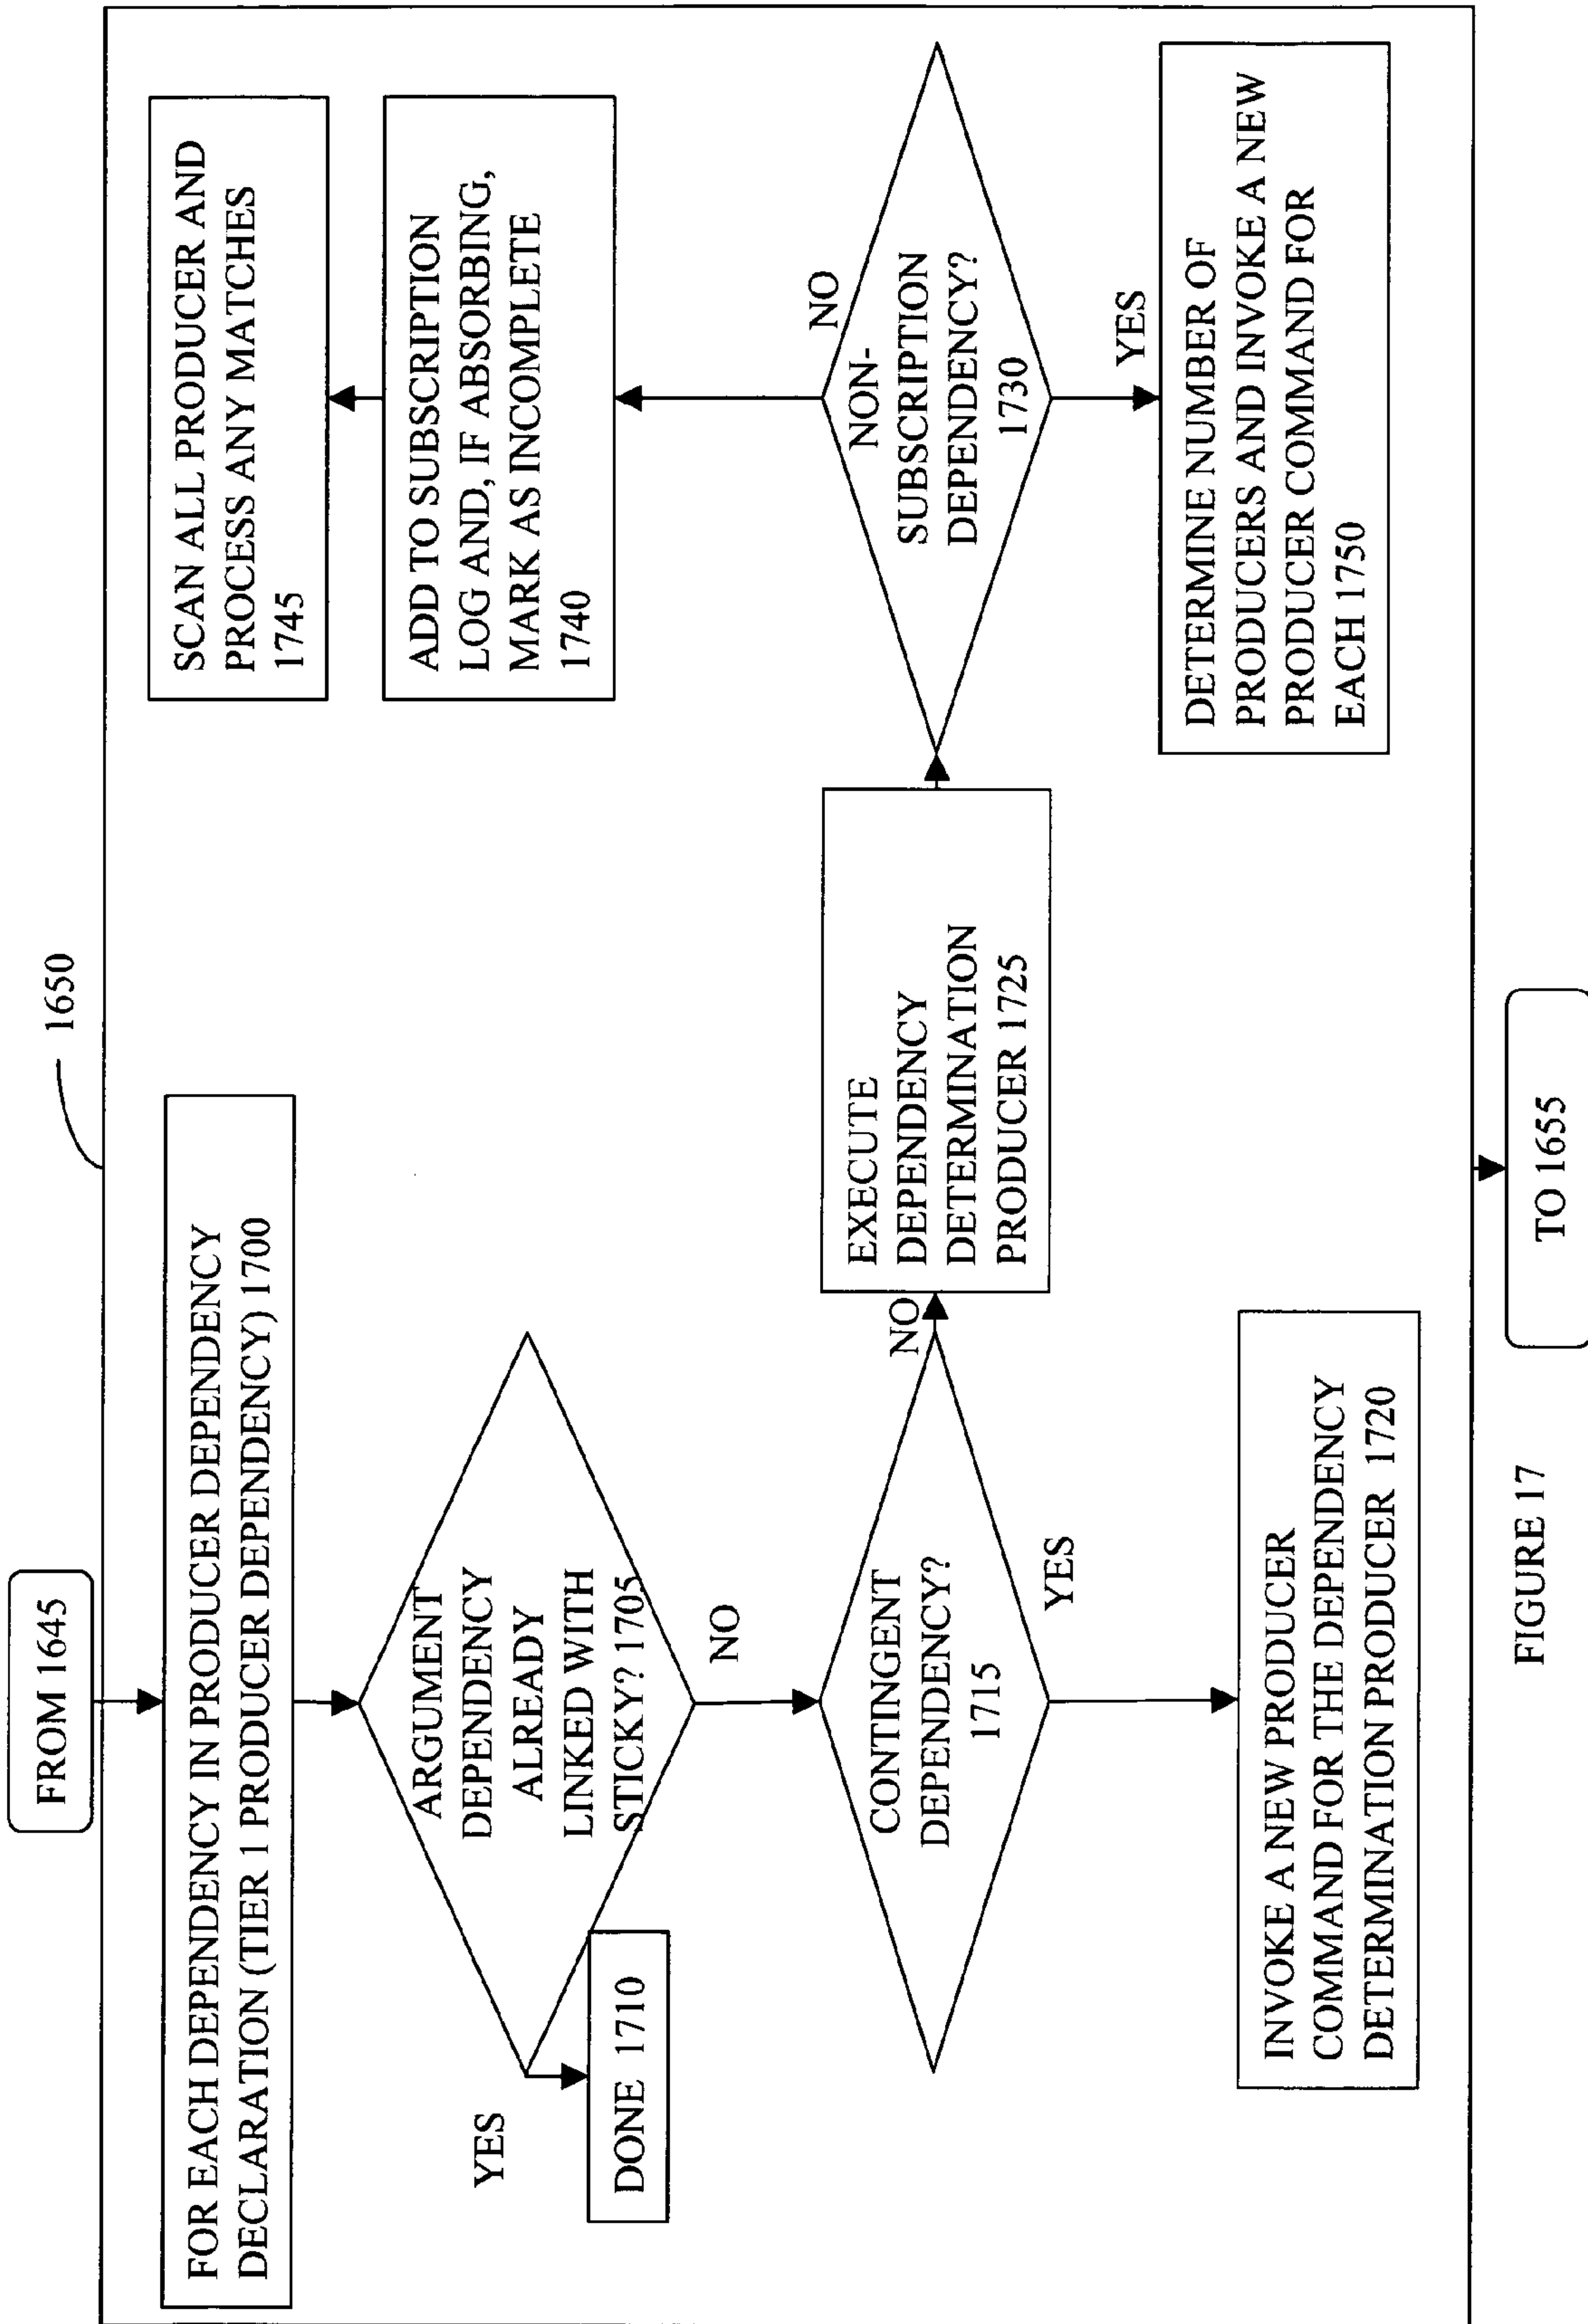 FROM 1645
1650
FOR EACH DEPENDENCY IN PRODUCER DEPENDENCY
DECLARATION (TIER 1 PRODUCER DEPENDENCY) 1700
ARGUMENT
DEPENDENCY
ALREADY
LINKED WITH
STICKY? 1705
YES
DONE 1710
NO
CONTINGENT
DEPENDENCY?
1715
YES
INVOKE A NEW PRODUCER
COMMAND FOR THE DEPENDENCY
DETERMINATION PRODUCER 1720
NO
EXECUTE
DEPENDENCY
DETERMINATION
PRODUCER 1725
NON-
SUBSCRIPTION
DEPENDENCY?
1730
NO
ADD TO SUBSCRIPTION
LOG AND, IF ABSORBING,
MARK AS INCOMPLETE
1740
SCAN ALL PRODUCER AND
PROCESS ANY MATCHES
1745
YES
DETERMINE NUMBER OF
PRODUCERS AND INVOKE A NEW
PRODUCER COMMAND FOR
EACH 1750
TO 1655
FIGURE 17